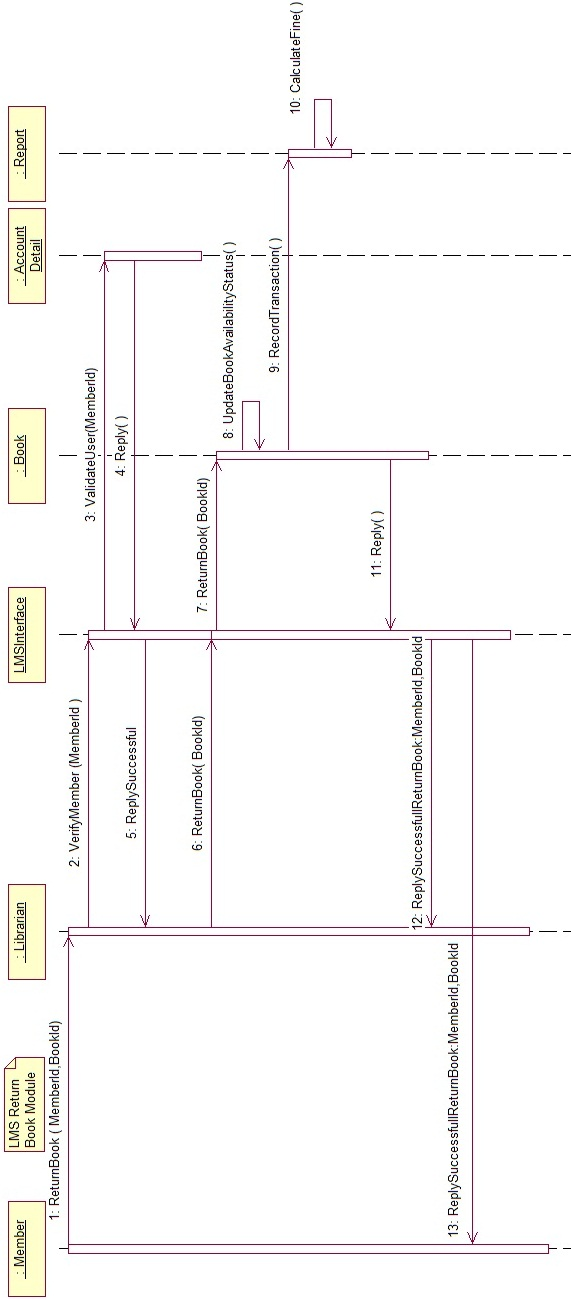 : Member
LMS Return
Book Module
: Librarian
LMSInterface
: Book
: Account
Detail
: Report
1: ReturnBook ( MemberId,BookId)
2: VerifyMember (MemberId )
3: ValidateUser(MemberId)
4: Reply( )
5: ReplySuccessful
6: ReturnBook( BookId)
7: ReturnBook( BookId)
8: UpdateBookAvailabilityStatus( )
9: RecordTransaction( )
10: CalculateFine( )
11: Reply( )
12: ReplySuccessfullReturnBook:MemberId,BookId
13: ReplySuccessfullReturnBook:MemberId,BookId